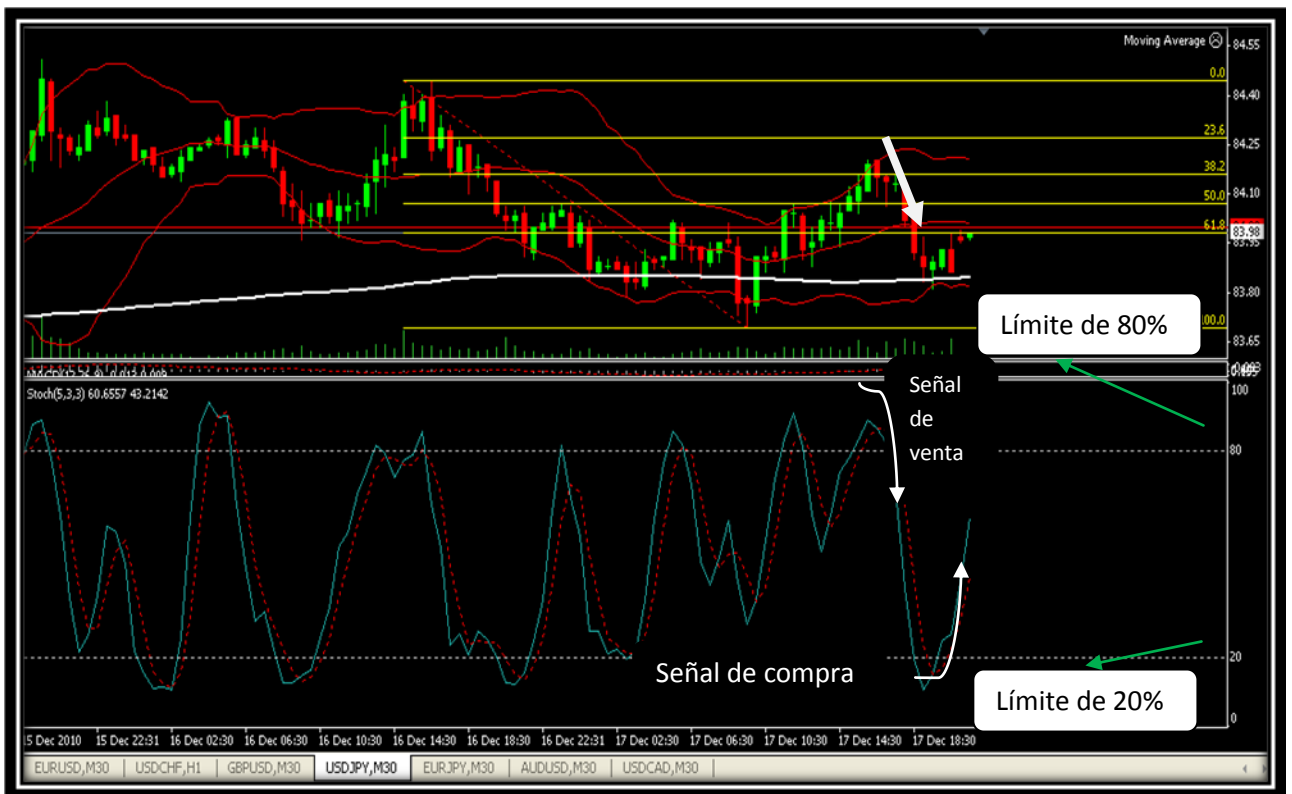 Moving Average
84.55
0.0
84.40
23.6
84.25
38.2
84.10
50.0
61.8
83.98
83.95
83.80
Límite de 80%
100.0
83.65
Señal
de
venta
Stoch(5,3,3) 60.6557 43.2142
100
80
20
Señal de compra
Límite de 20%
0
15 Dec 22:31 16 Dec 02:30 16 Dec 06:30 16 Dec 10:30 16 Dec 14:30 16 Dec 18:30 16 Dec 22:31 17 Dec 02:30 17 Dec 06:30 17 Dec 10:30 17 Dec 14:30 17 Dec 18:30
EURUSD,M30 USDCHF,H1 GBPUSD,M30 USDJPY,M30 EURJPY,M30 AUDUSD,M30 USDCAD,M30